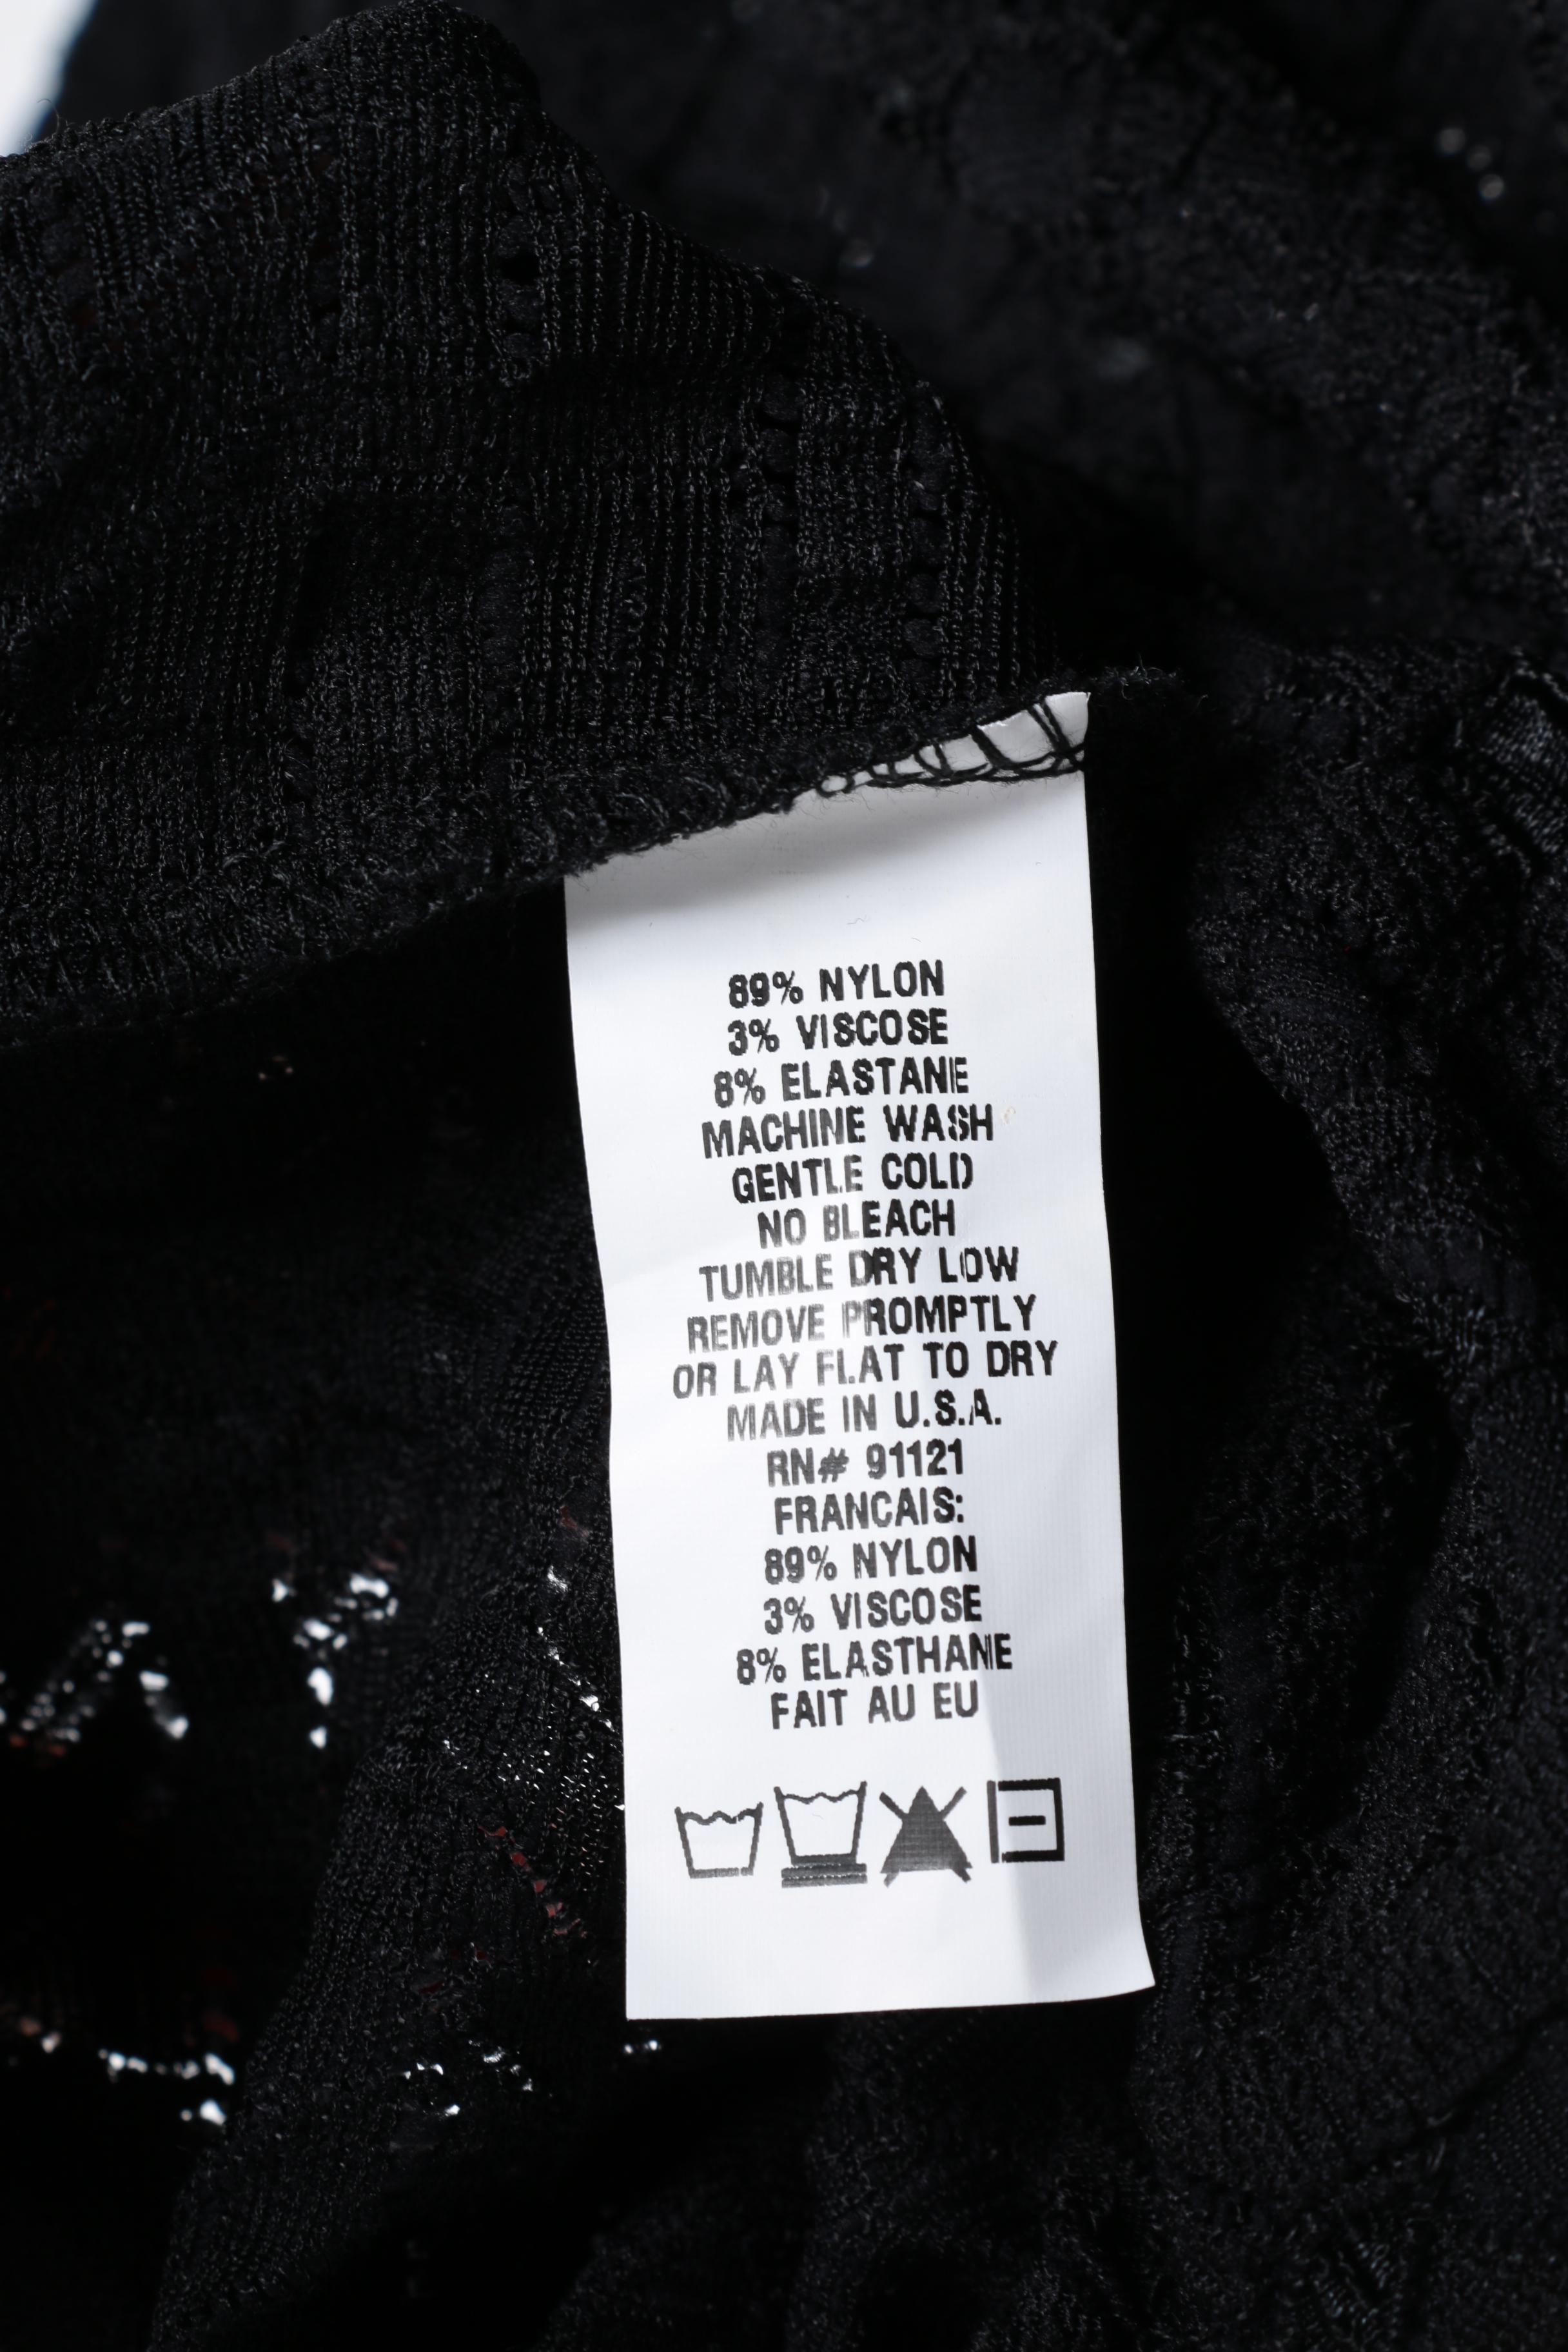 89% NYLON
3% VISCOSE
8% ELASTANE
MACHINE WASH
GENTLE COLD
NO BLEACH
TUMBLE DRY LOW
REMOVE PROMPTLY
OR LAY FLAT TO DRY
MADE IN U.S.A.
RN# 91121
FRANCAIS:
89% NYLON
3% VISCOSE
8% ELASTHANE
FAIT AU EU